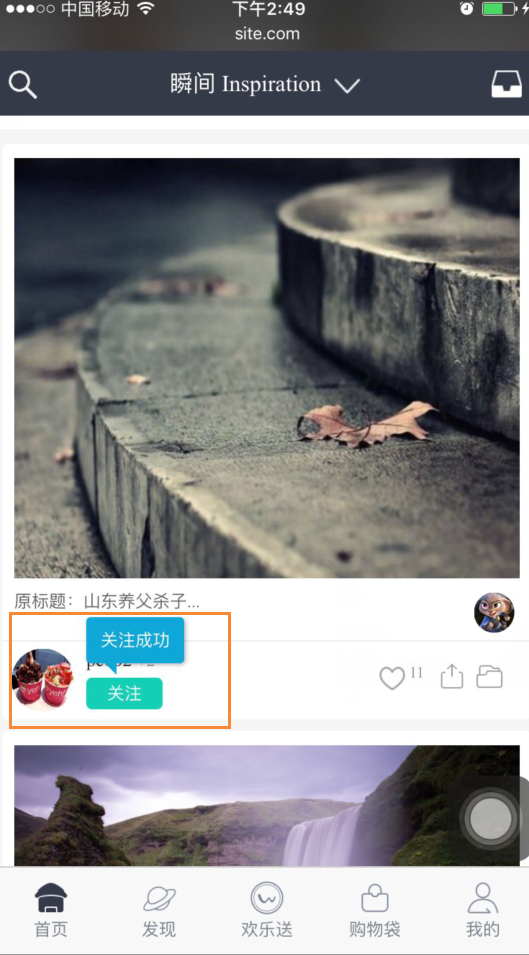 中国移动 下午2:49
site.com
瞬间 Inspiration
原标题：山东养父杀子...
关注成功
关注
11
首页 发现 欢乐送 购物袋 我的